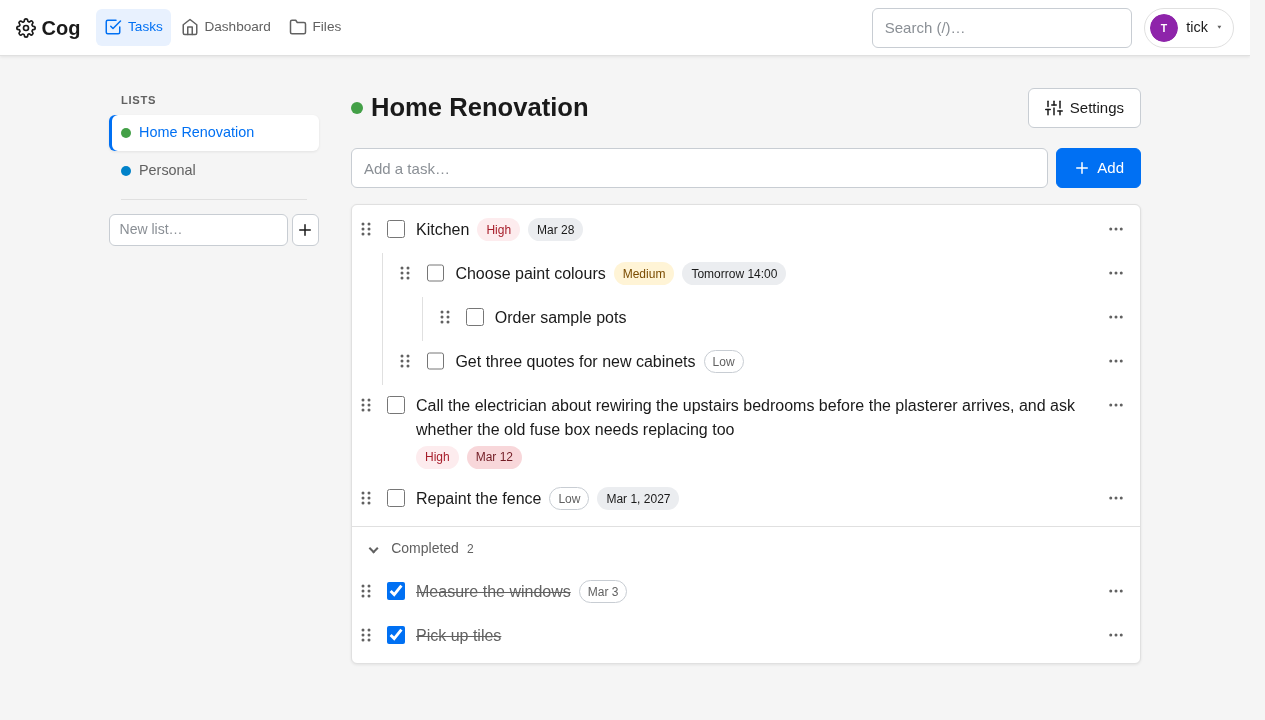 Cog
Tasks
Dashboard
Files
Search (/)…
T
tick
LISTS
Home Renovation
Personal
New list…
Home Renovation
Settings
Add a task…
Add
Kitchen High Mar 28
Choose paint colours Medium Tomorrow 14:00
Order sample pots
Get three quotes for new cabinets Low
Call the electrician about rewiring the upstairs bedrooms before the plasterer arrives, and ask
whether the old fuse box needs replacing too
High Mar 12
Repaint the fence Low Mar 1, 2027
Completed 2
Measure the windows Mar 3
Pick up tiles